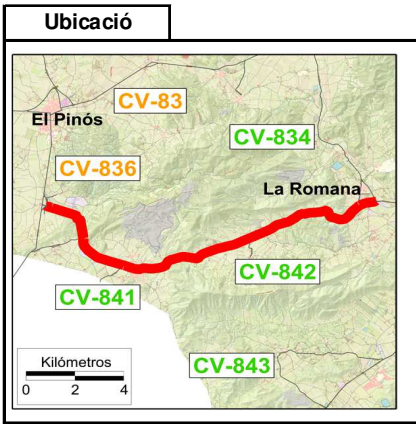 Ubicació
CV-83
El Pinós
CV-834
CV-836
La Romana
CV-842
CV-841
CV-843
Kilómetros
0 2 4